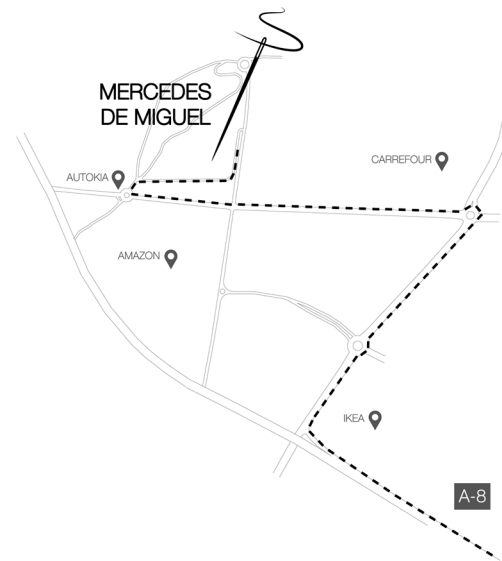 MERCEDES
DE MIGUEL
CARREFOUR
AUTOKIA
AMAZON
IKEA
A-8